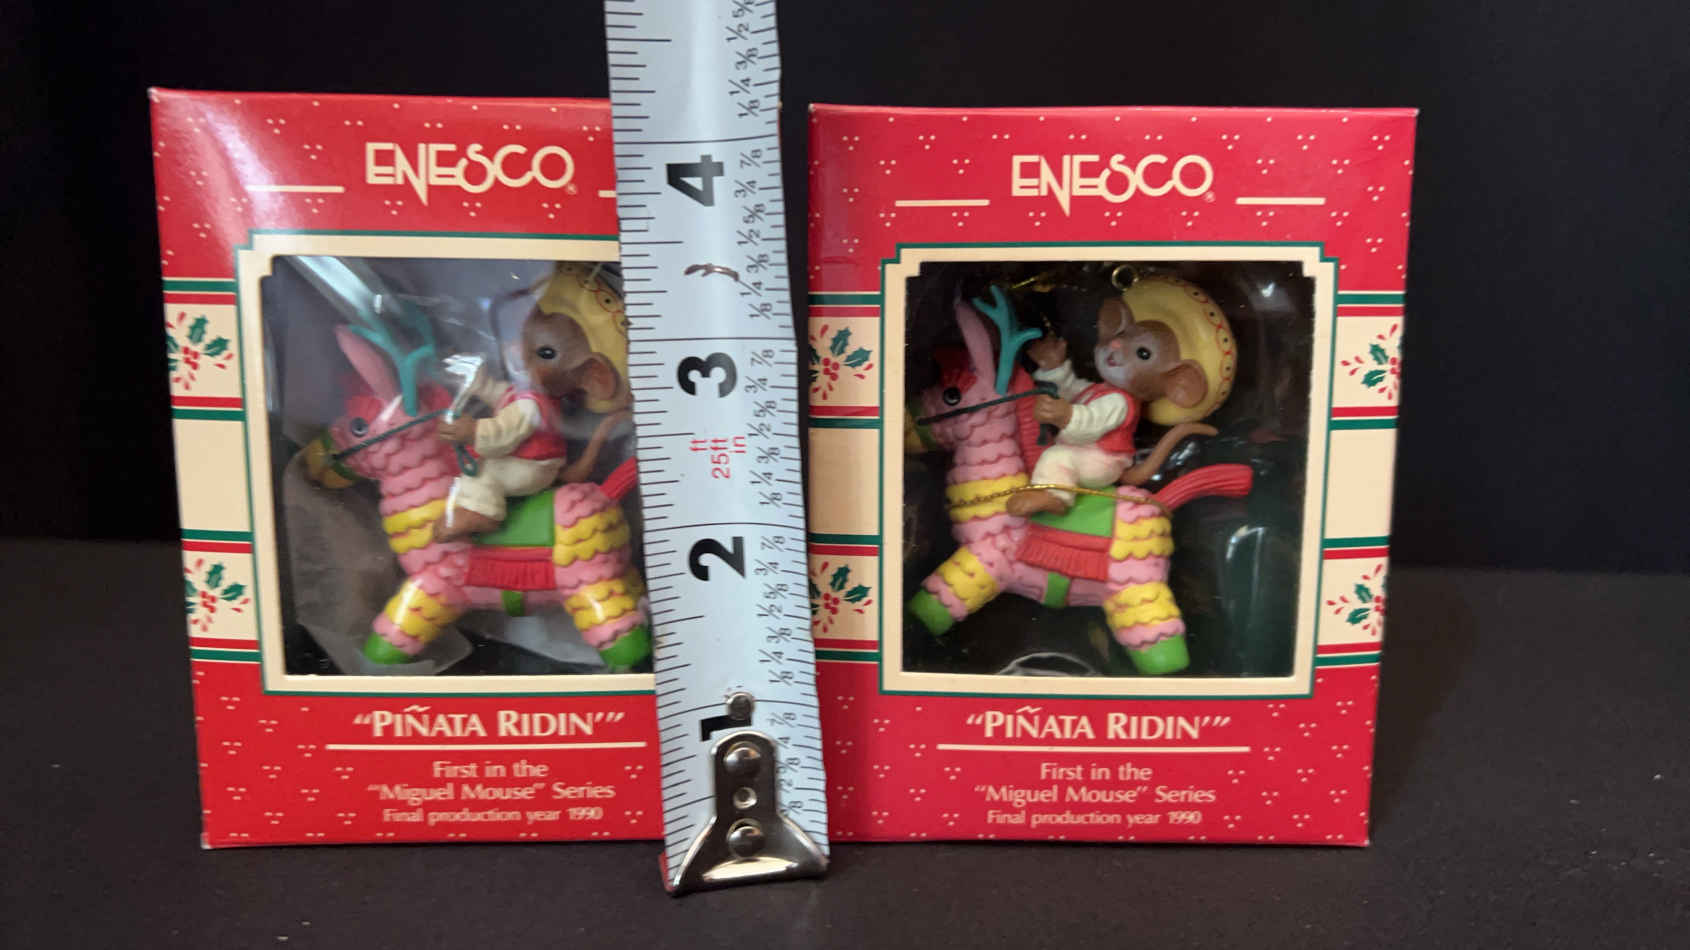 ENESCO®
"PIÑATA RIDIN'"
First in the
"Miguel Mouse" Series
Final production year 1990
4
3
ft
25ft
in
2
1
ENESCO®
"PIÑATA RIDIN'"
First in the
"Miguel Mouse" Series
Final production year 1990